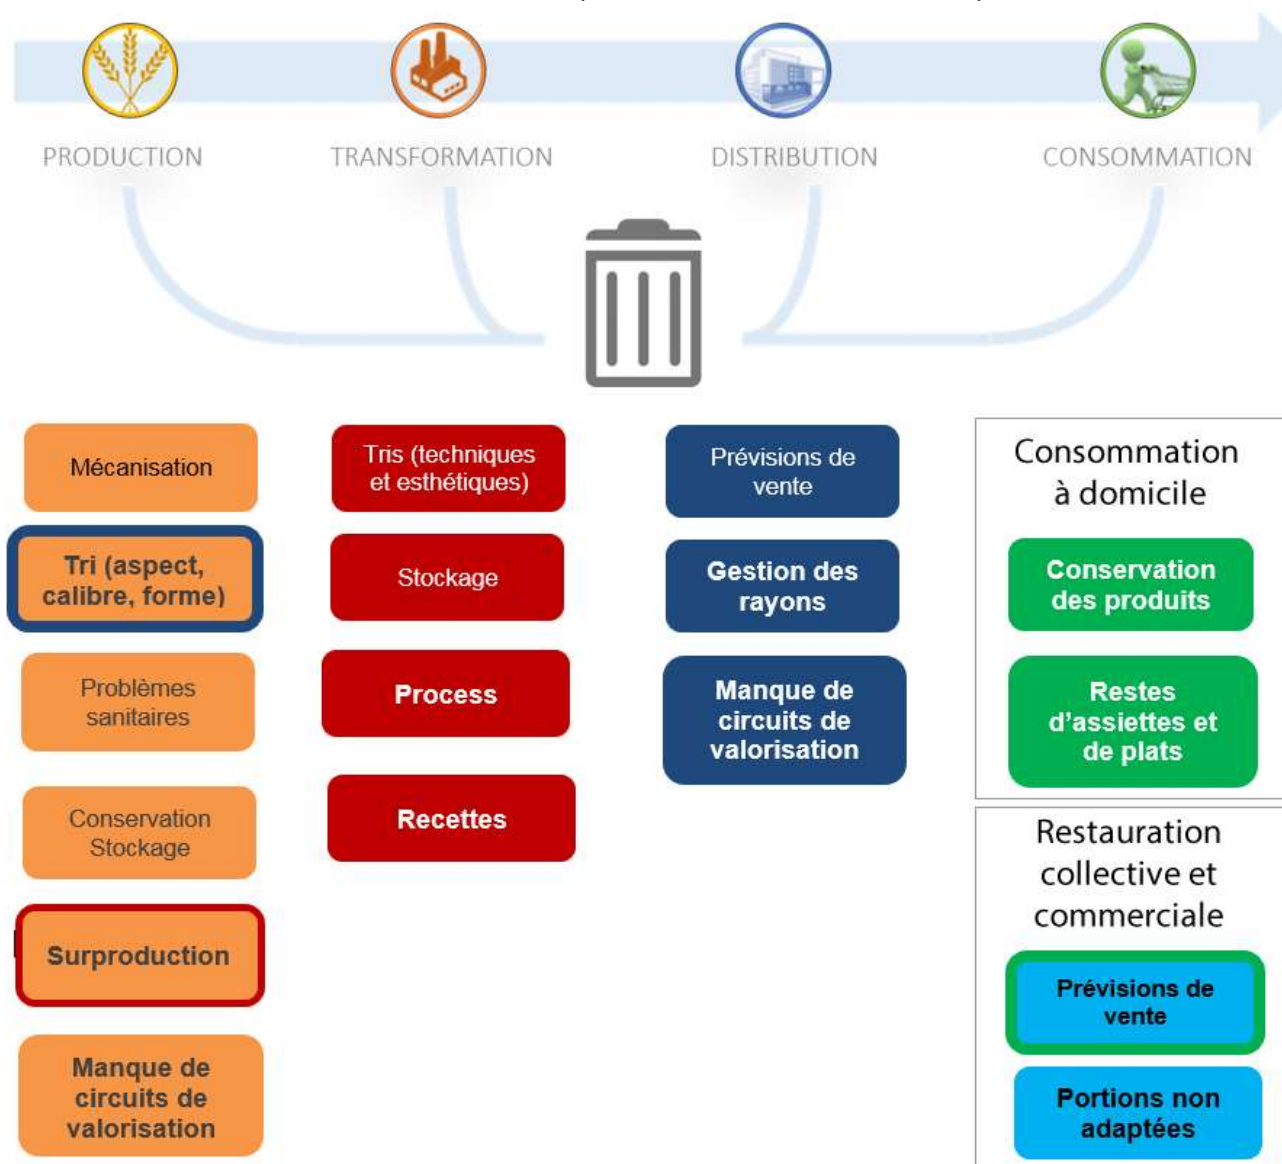 PRODUCTION
TRANSFORMATION
DISTRIBUTION
CONSOMMATION
Mécanisation
Tri (aspect,
calibre, forme)
Problèmes
sanitaires
Conservation
Stockage
Surproduction
Manque de
circuits de
valorisation
Tris (techniques
et esthétiques)
Stockage
Process
Recettes
Prévisions de
vente
Gestion des
rayons
Manque de
circuits de
valorisation
Consommation
à domicile
Conservation
des produits
Restes
d'assiettes et
de plats
Restauration
collective et
commerciale
Prévisions de
vente
Portions non
adaptées